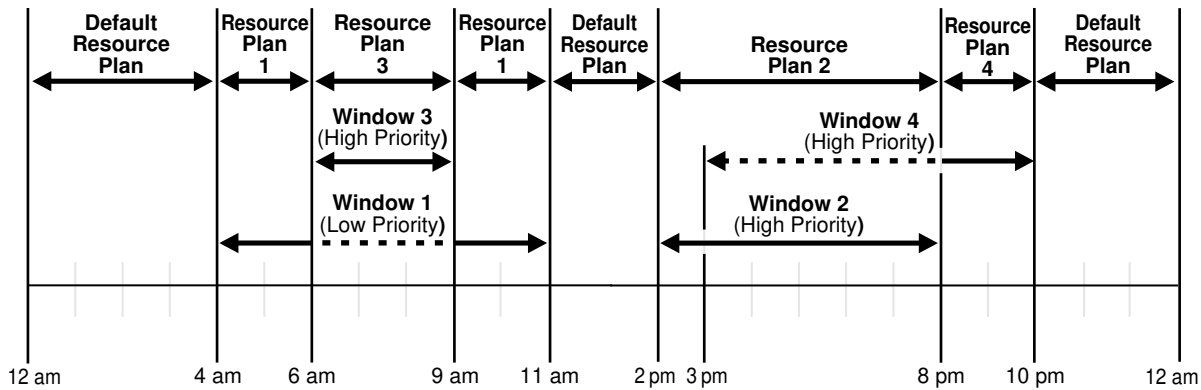 Default
Resource
Plan
Resource
Plan
1
Resource
Plan
3
Resource
Plan
1
Default
Resource
Plan
Resource
Plan 2
Resource
Plan
4
Default
Resource
Plan
Window 3
(High Priority)
Window 4
(High Priority)
Window 1
(Low Priority)
Window 2
(High Priority)
12 am
4 am
6 am
9 am
11 am
2 pm
3 pm
8 pm
10 pm
12 am